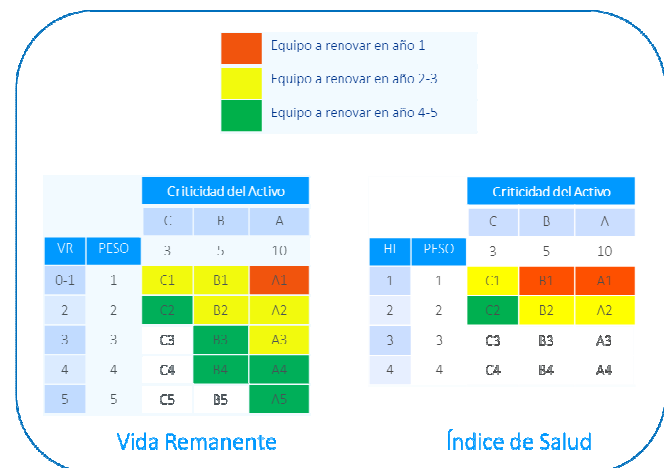 Equipo a renovar en año 1
Equipo a renovar en año 2-3
Equipo a renovar en año 4-5
Criticidad del Activo
C B A
VR PESO 3 5 10
0-1 1 C1 B1 A1
2 2 C2 B2 A2
3 3 C3 B3 A3
4 4 C4 B4 A4
5 5 C5 B5 A5
Vida Remanente
Criticidad del Activo
C B A
HI PESO 3 5 10
1 1 C1 B1 A1
2 2 C2 B2 A2
3 3 C3 B3 A3
4 4 C4 B4 A4
Índice de Salud